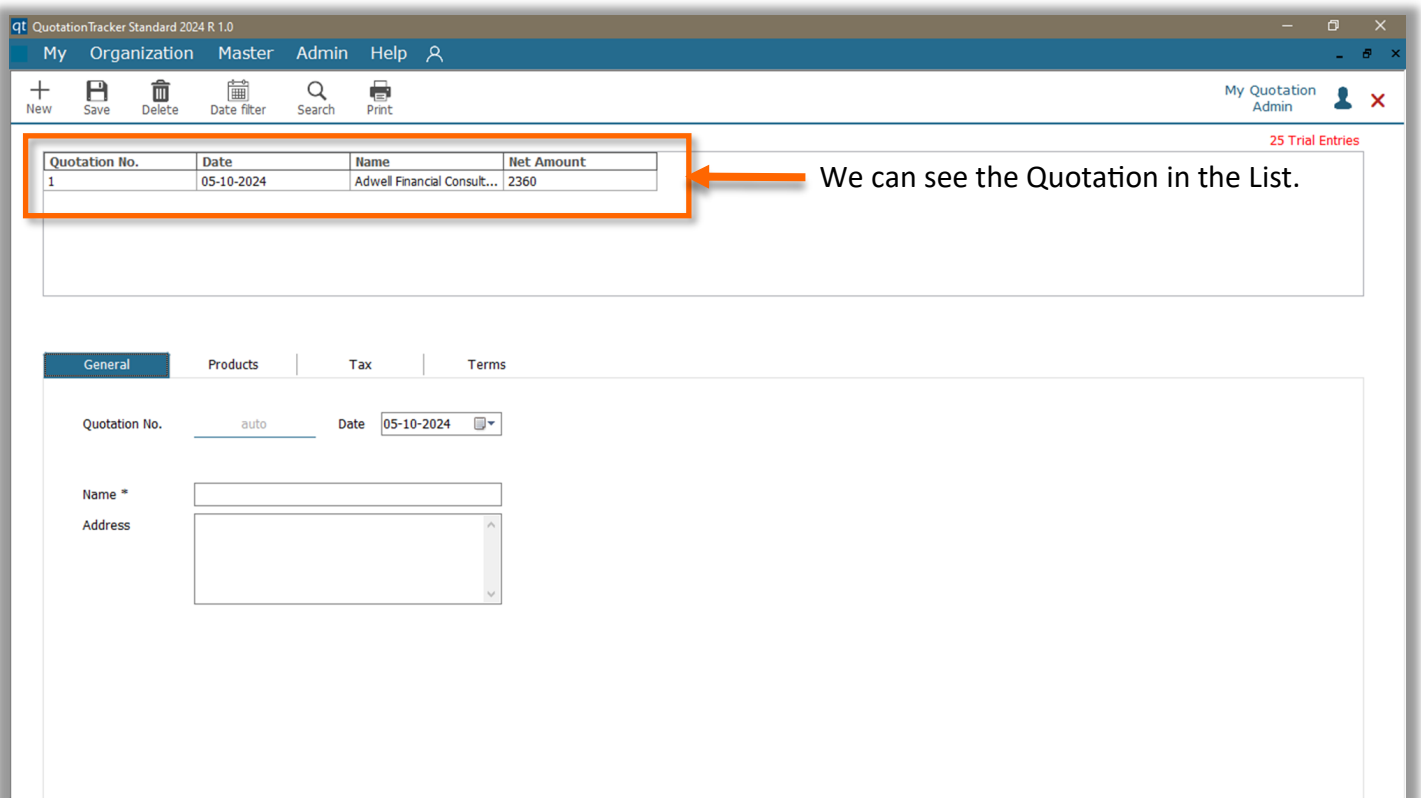 qt QuotationTracker Standard 2024 R 1.0
My Organization Master Admin Help
New Save Delete Date filter Search Print
My Quotation
Admin
25 Trial Entries
Quotation No. Date Name Net Amount
1 05-10-2024 Adwell Financial Consult... 2360
We can see the Quotation in the List.
General Products Tax Terms
Quotation No. auto Date 05-10-2024
Name *
Address